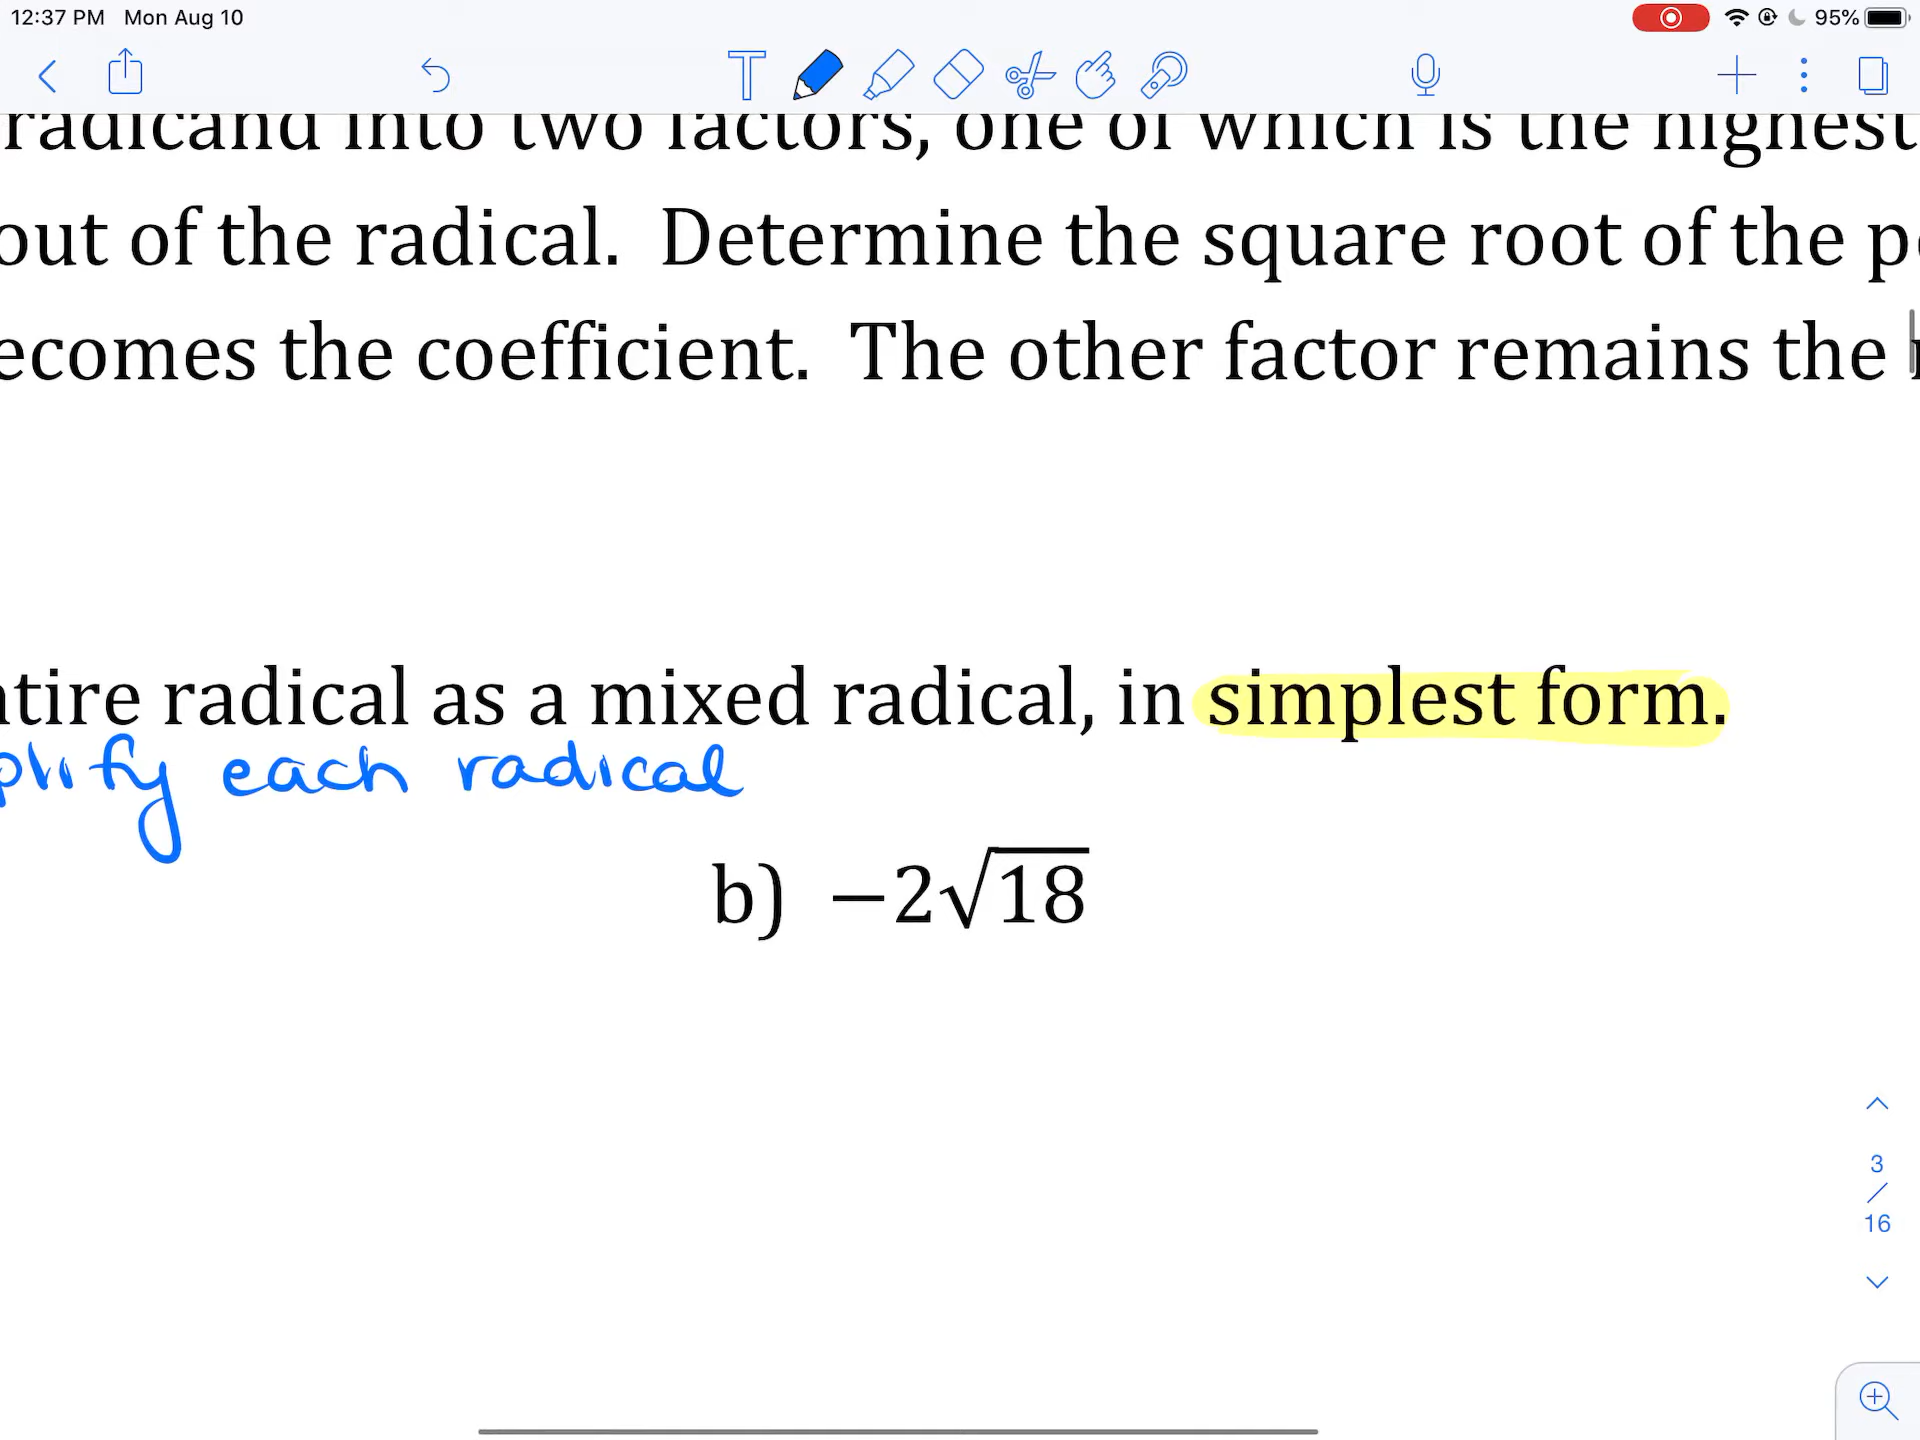 12:37 PM Mon Aug 10
95%
T
radicand into two factors, one of which is the highest
out of the radical. Determine the square root of the
ecomes the coefficient. The other factor remains the
tire radical as a mixed radical, in simplest form.
plify each radical
b) −2√18
3
/
16